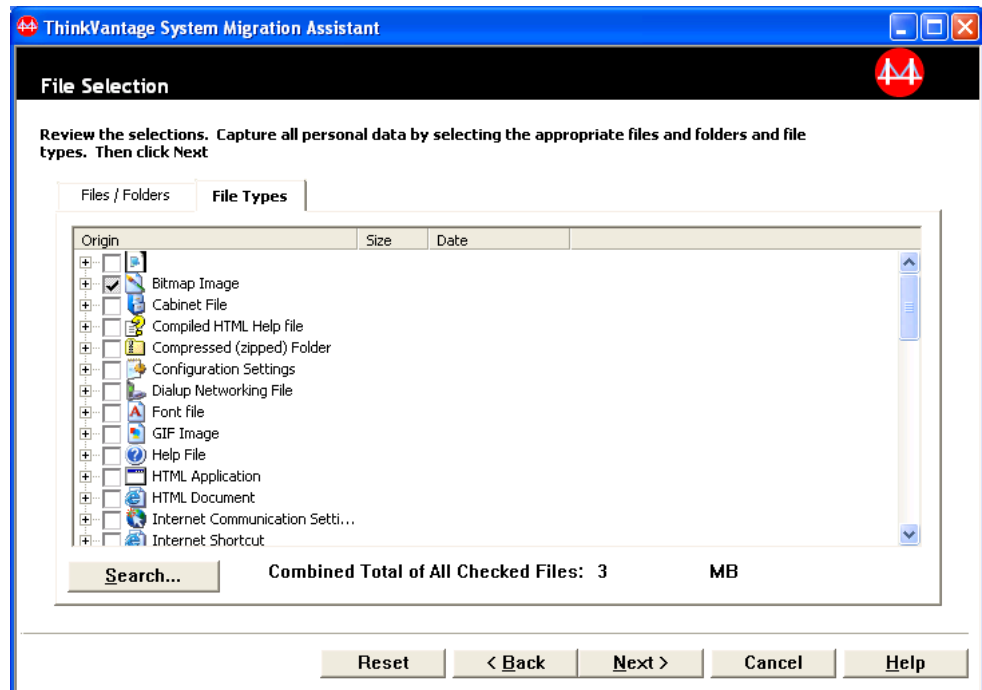 ThinkVantage System Migration Assistant
File Selection
Review the selections. Capture all personal data by selecting the appropriate files and folders and file
types. Then click Next
Files / Folders
File Types
Origin Size Date
Bitmap Image
Cabinet File
Compiled HTML Help file
Compressed (zipped) Folder
Configuration Settings
Dialup Networking File
Font file
GIF Image
Help File
HTML Application
HTML Document
Internet Communication Setti...
Internet Shortcut
Search... Combined Total of All Checked Files: 3 MB
Reset < Back Next > Cancel Help